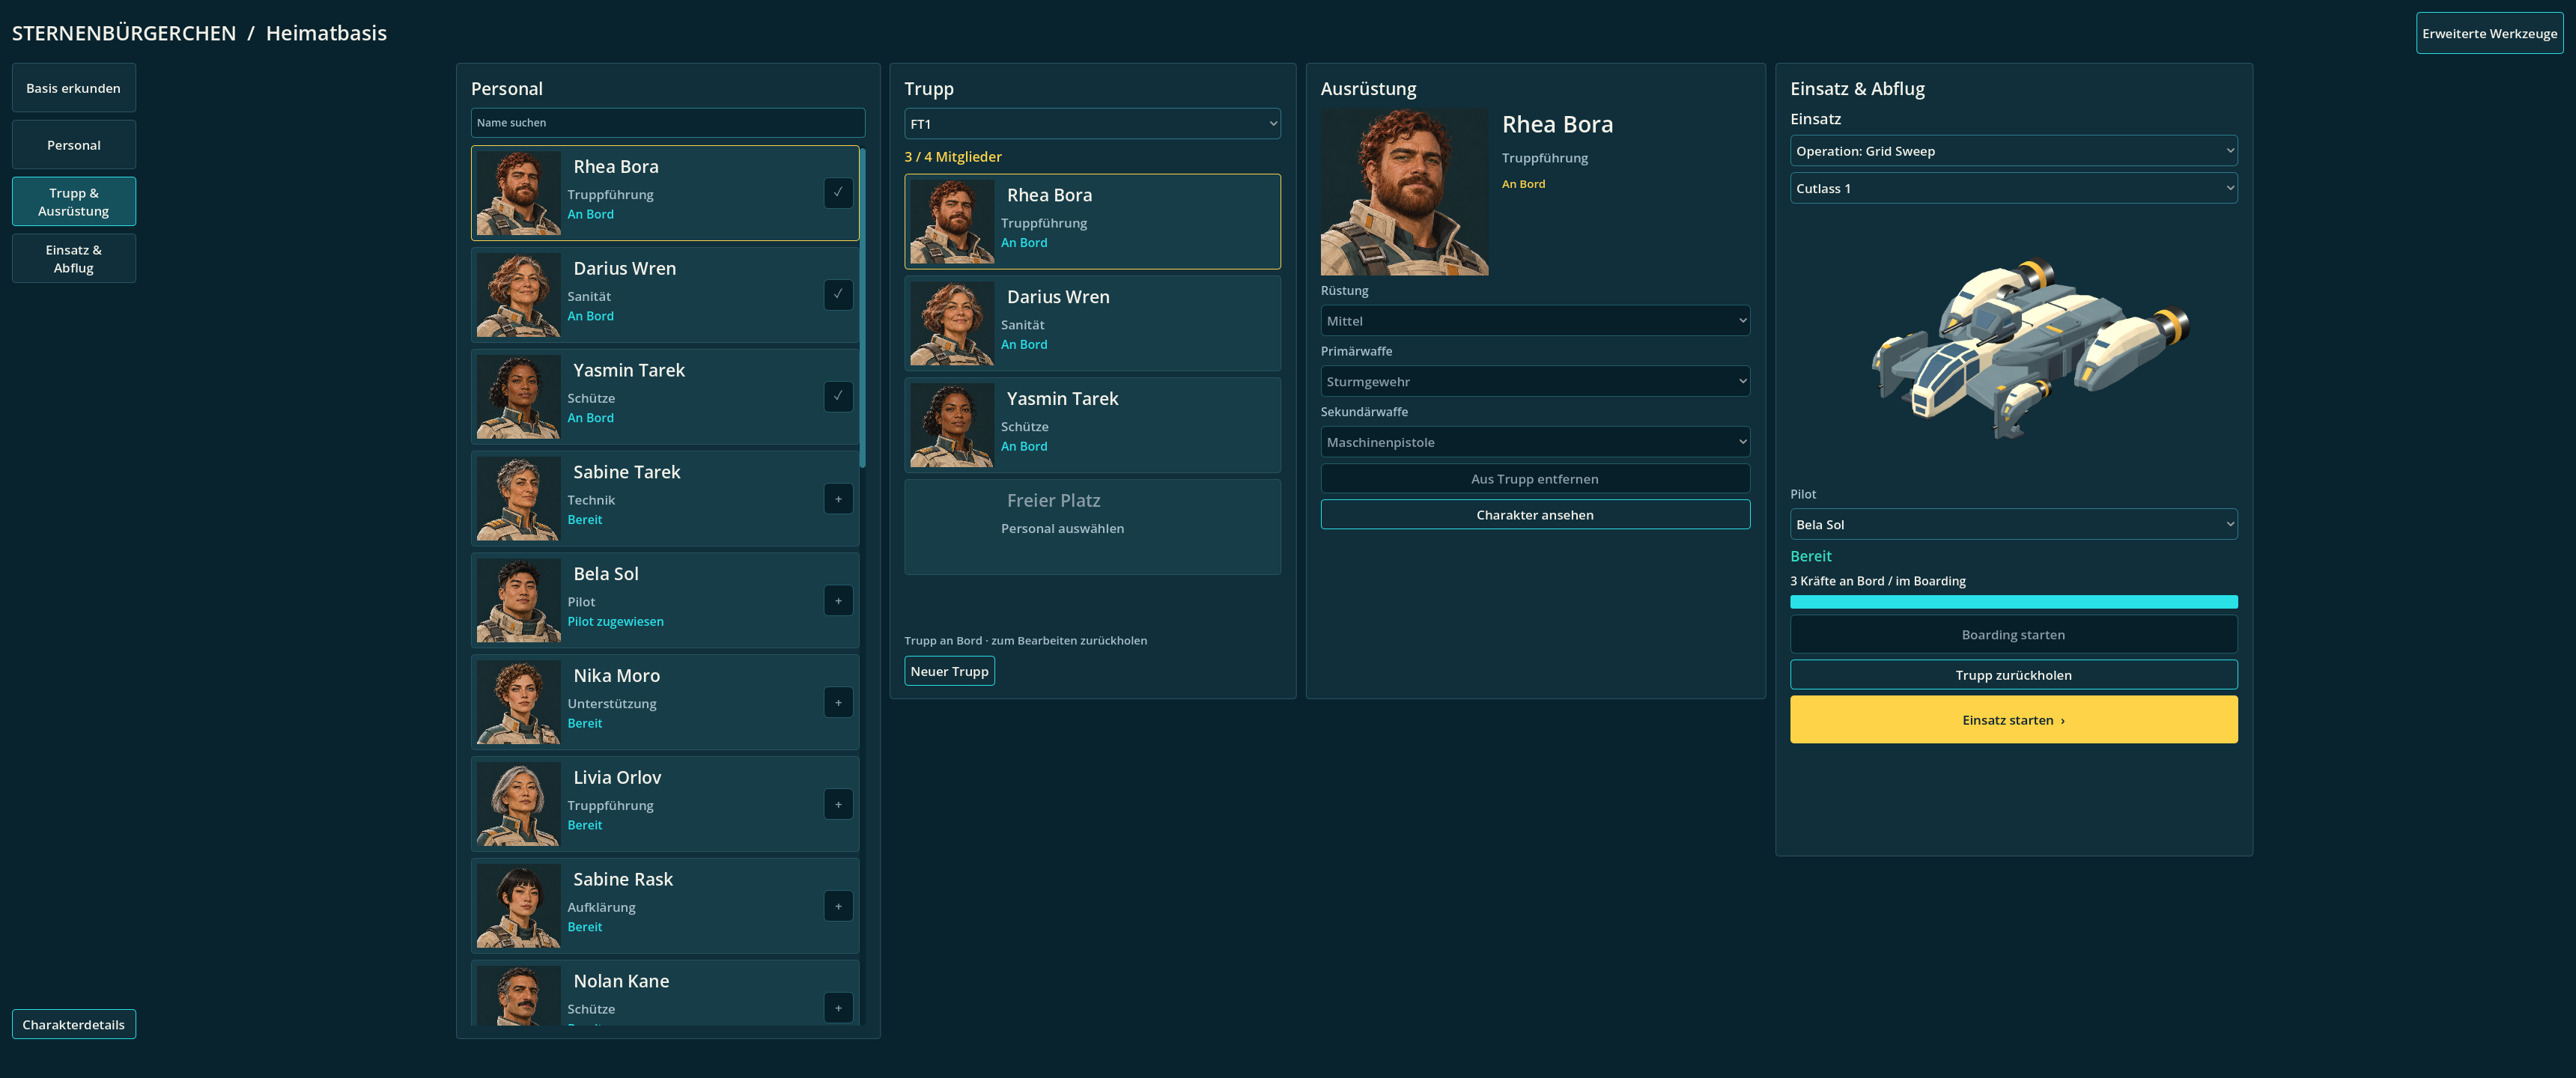 STERNENBÜRGERCHEN / Heimatbasis
Erweiterte Werkzeuge
Basis erkunden
Personal
Trupp &
Ausrüstung
Einsatz &
Abflug
Charakterdetails
Personal
Name suchen
Rhea Bora
Truppführung
An Bord
✓
Darius Wren
Sanität
An Bord
✓
Yasmin Tarek
Schütze
An Bord
✓
Sabine Tarek
Technik
Bereit
+
Bela Sol
Pilot
Pilot zugewiesen
+
Nika Moro
Unterstützung
Bereit
+
Livia Orlov
Truppführung
Bereit
+
Sabine Rask
Aufklärung
Bereit
+
Nolan Kane
Schütze
+
Trupp
FT1
3 / 4 Mitglieder
Rhea Bora
Truppführung
An Bord
Darius Wren
Sanität
An Bord
Yasmin Tarek
Schütze
An Bord
Freier Platz
Personal auswählen
Trupp an Bord · zum Bearbeiten zurückholen
Neuer Trupp
Ausrüstung
Rhea Bora
Truppführung
An Bord
Rüstung
Mittel
Primärwaffe
Sturmgewehr
Sekundärwaffe
Maschinenpistole
Aus Trupp entfernen
Charakter ansehen
Einsatz & Abflug
Einsatz
Operation: Grid Sweep
Cutlass 1
Pilot
Bela Sol
Bereit
3 Kräfte an Bord / im Boarding
Boarding starten
Trupp zurückholen
Einsatz starten ›